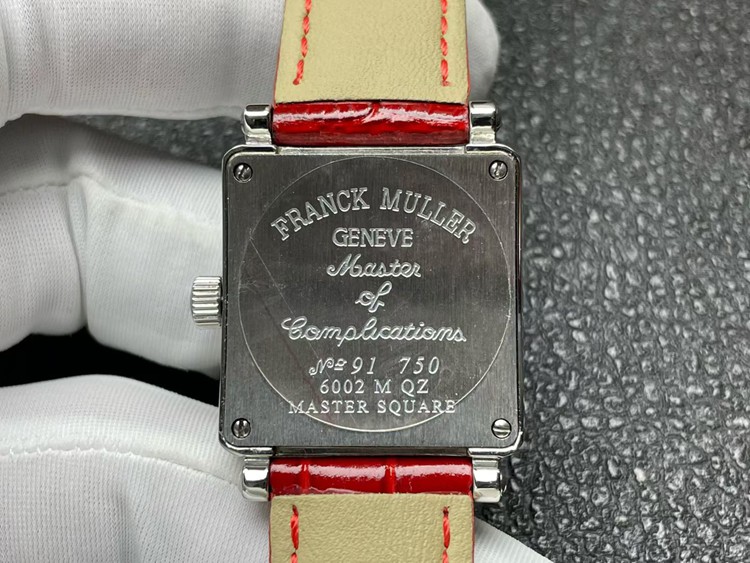 FRANCK MULLER
GENEVE
Master
of
Complications
Nº 91 750
6002 M QZ
MASTER SQUARE